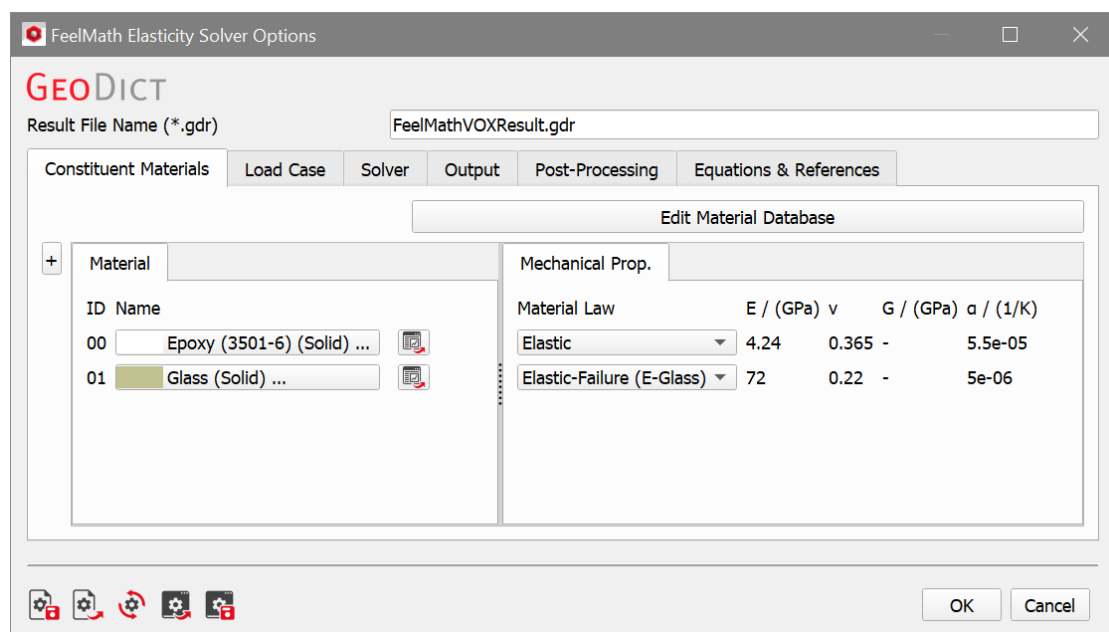 FeelMath Elasticity Solver Options
GEODICT
Result File Name (*.gdr) FeelMathVOXResult.gdr
Constituent Materials Load Case Solver Output Post-Processing Equations & References
Edit Material Database
+ Material Mechanical Prop.
ID Name Material Law E / (GPa) ν G / (GPa) α / (1/K)
00 Epoxy (3501-6) (Solid) ... Elastic 4.24 0.365 - 5.5e-05
01 Glass (Solid) ... Elastic-Failure (E-Glass) 72 0.22 - 5e-06
OK Cancel